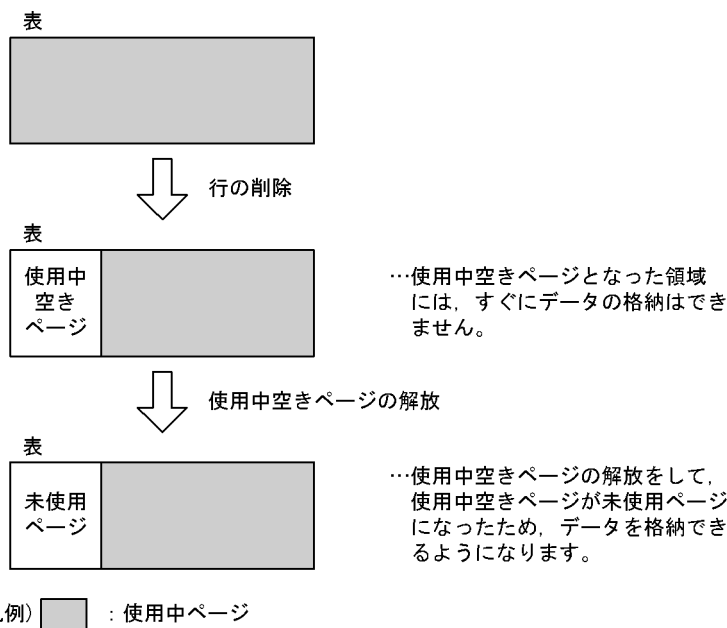 表
行の削除
表
使用中
空き
ページ
…使用中空きページとなった領域
には，すぐにデータの格納はでき
ません。
使用中空きページの解放
表
未使用
ページ
…使用中空きページの解放をして，
使用中空きページが未使用ページ
になったため，データを格納でき
るようになります。
例) ：使用中ページ